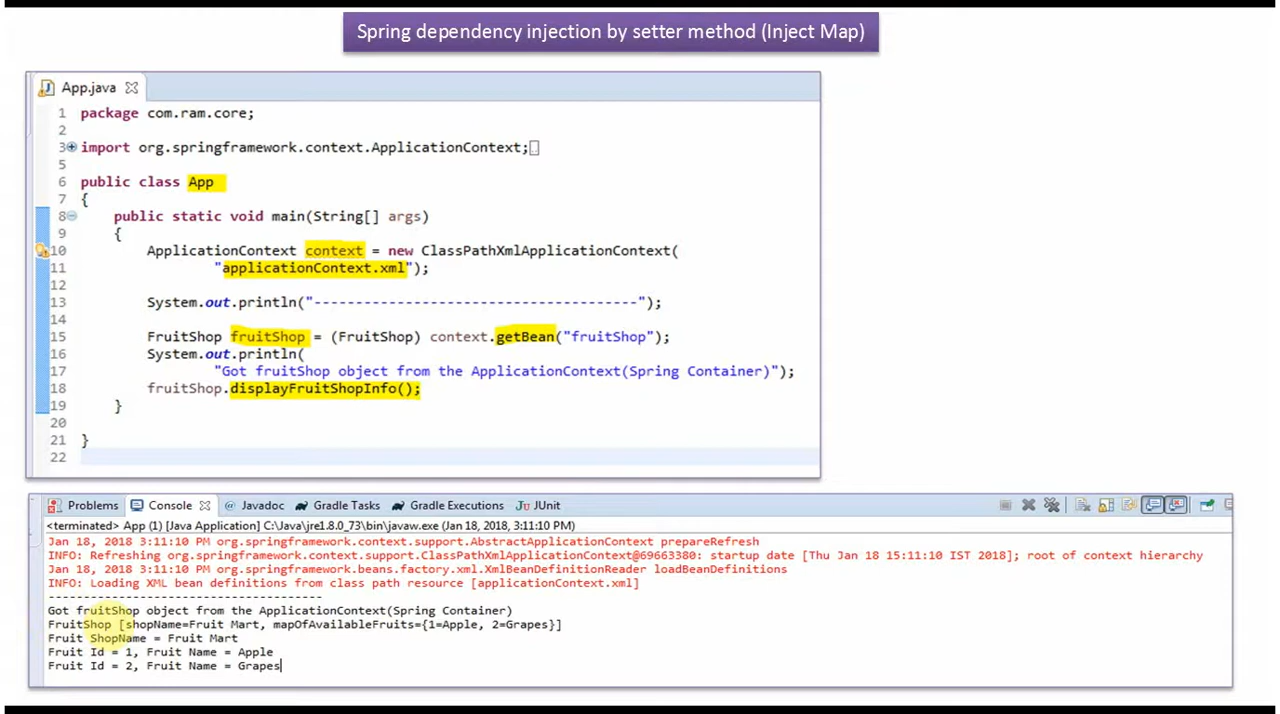 Spring dependency injection by setter method (Inject Map)
App.java
1 package com.ram.core;
2
3 import org.springframework.context.ApplicationContext;
5
6 public class App
7 {
8 public static void main(String[] args)
9 {
10 ApplicationContext context = new ClassPathXmlApplicationContext(
11 "applicationContext.xml");
12
13 System.out.println("---------------------------------------");
14
15 FruitShop fruitShop = (FruitShop) context.getBean("fruitShop");
16 System.out.println(
17 "Got fruitShop object from the ApplicationContext(Spring Container)");
18 fruitShop.displayFruitShopInfo();
19 }
20
21 }
22
Problems Console Javadoc Gradle Tasks Gradle Executions JUnit
<terminated> App (1) [Java Application] C:\Java\jre1.8.0_73\bin\javaw.exe (Jan 18, 2018, 3:11:10 PM)
Jan 18, 2018 3:11:10 PM org.springframework.context.support.AbstractApplicationContext prepareRefresh
INFO: Refreshing org.springframework.context.support.ClassPathXmlApplicationContext@69663380: startup date [Thu Jan 18 15:11:10 IST 2018]; root of context hierarchy
Jan 18, 2018 3:11:10 PM org.springframework.beans.factory.xml.XmlBeanDefinitionReader loadBeanDefinitions
INFO: Loading XML bean definitions from class path resource [applicationContext.xml]
---------------------------------------
Got fruitShop object from the ApplicationContext(Spring Container)
FruitShop [shopName=Fruit Mart, mapOfAvailableFruits={1=Apple, 2=Grapes}]
Fruit ShopName = Fruit Mart
Fruit Id = 1, Fruit Name = Apple
Fruit Id = 2, Fruit Name = Grapes